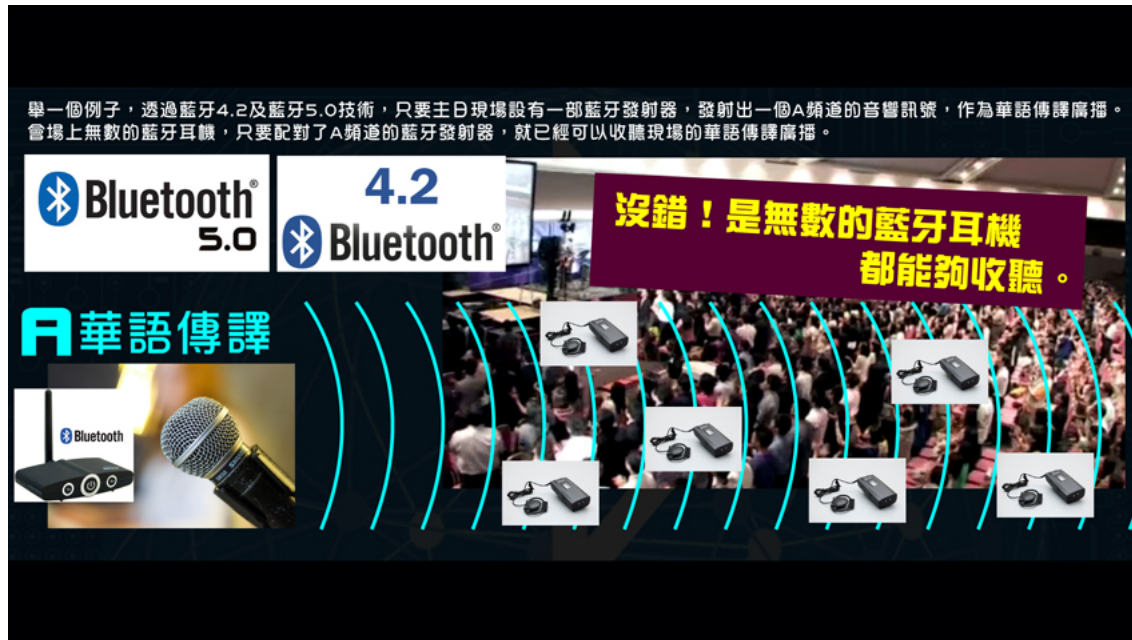 舉一個例子，透過藍牙4.2及藍牙5.0技術，只要主日現場設有一部藍牙發射器，發射出一個A頻道的音響訊號，作為華語傳譯廣播。
會場上無數的藍牙耳機，只要配對了A頻道的藍牙發射器，就已經可以收聽現場的華語傳譯廣播。
Bluetooth®
5.0
4.2
Bluetooth®
沒錯！是無數的藍牙耳機
都能夠收聽。
A華語傳譯
Bluetooth